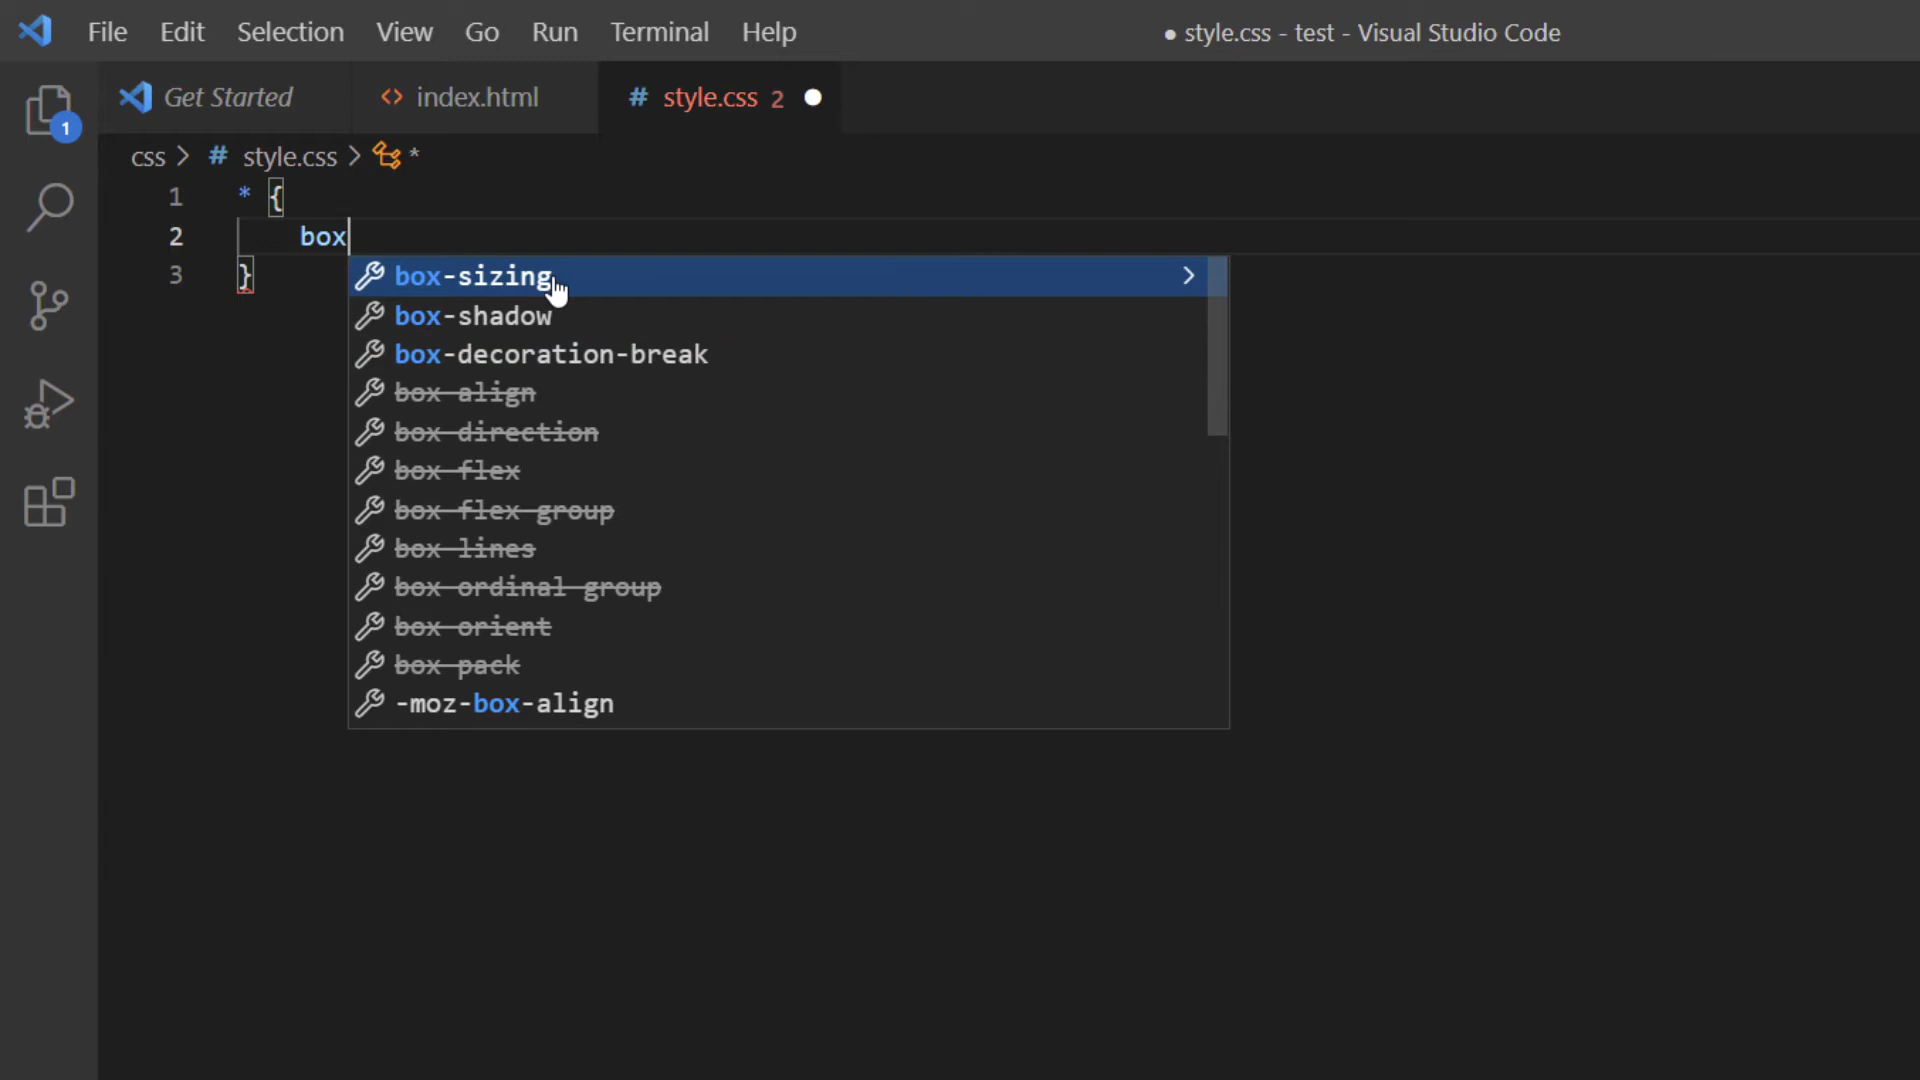 File Edit Selection View Go Run Terminal Help ● style.css - test - Visual Studio Code
Get Started index.html # style.css 2 ●
1
css > # style.css > *
1 * {
2 box
3 }
box-sizing >
box-shadow
box-decoration-break
box-align
box-direction
box-flex
box-flex-group
box-lines
box-ordinal-group
box-orient
box-pack
-moz-box-align